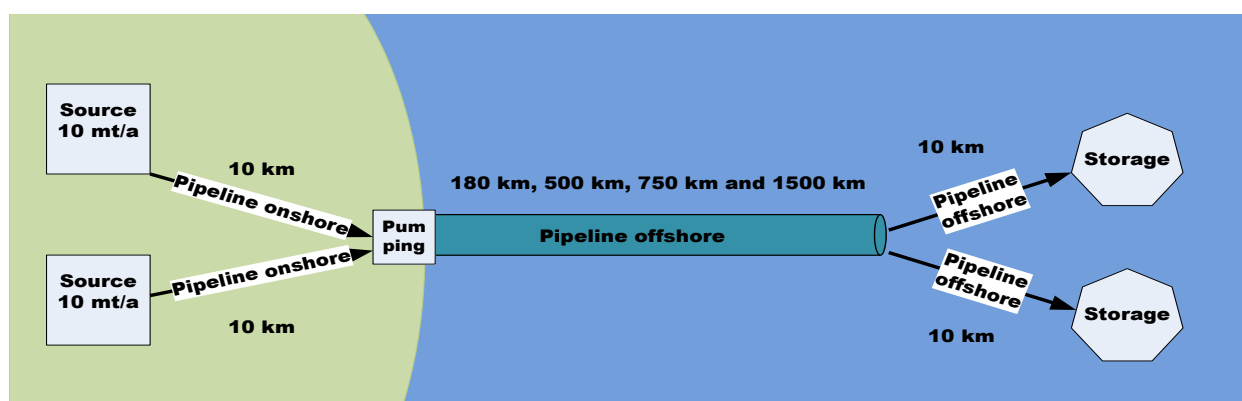 Source
10 mt/a
10 km
Pipeline onshore
Source
10 mt/a
Pipeline onshore
10 km
Pum
ping
180 km, 500 km, 750 km and 1500 km
Pipeline offshore
10 km
Pipeline
offshore
Storage
Pipeline
offshore
10 km
Storage